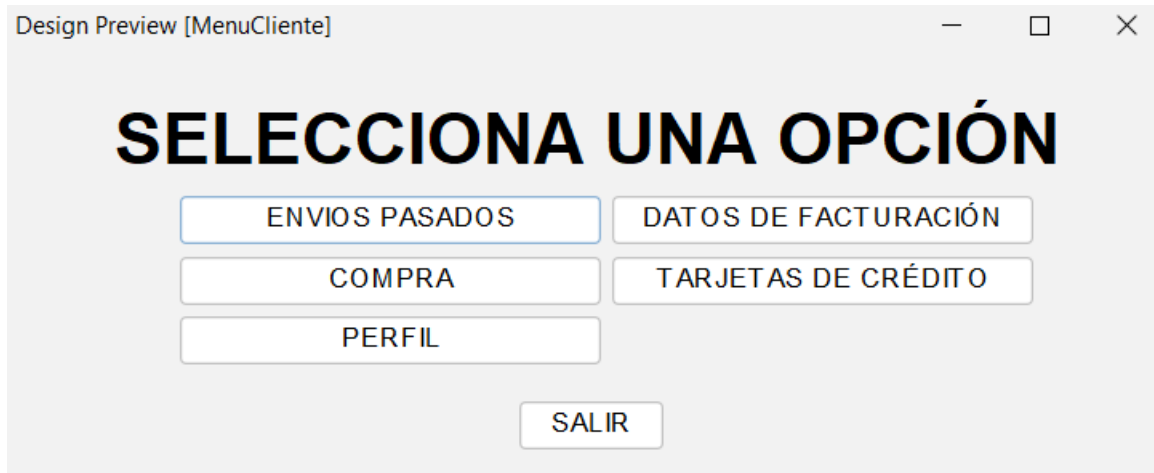 Design Preview [MenuCliente]
SELECCIONA UNA OPCIÓN
ENVIOS PASADOS DATOS DE FACTURACIÓN
COMPRA TARJETAS DE CRÉDITO
PERFIL
SALIR